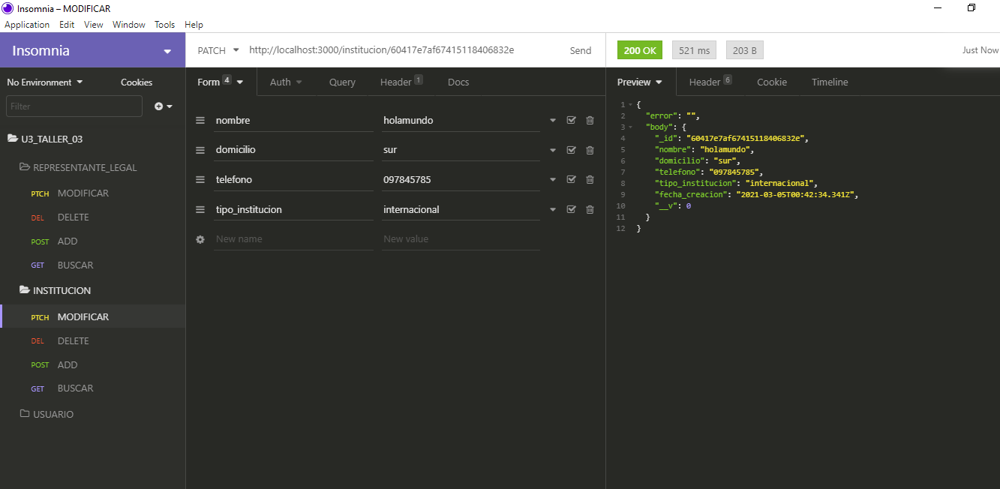 Insomnia – MODIFICAR
Application Edit View Window Tools Help
Insomnia
PATCH http://localhost:3000/institucion/60417e7af67415118406832e Send
200 OK 521 ms 203 B Just Now
No Environment Cookies
Filter
Form 4 Auth Query Header 1 Docs
Preview Header 6 Cookie Timeline
U3_TALLER_03
REPRESENTANTE_LEGAL
PTCH MODIFICAR
DEL DELETE
POST ADD
GET BUSCAR
INSTITUCION
PTCH MODIFICAR
DEL DELETE
POST ADD
GET BUSCAR
USUARIO
nombre holamundo
domicilio sur
telefono 097845785
tipo_institucion internacional
New name New value
1 {
2 "error": "",
3 "body": {
4 "_id": "60417e7af67415118406832e",
5 "nombre": "holamundo",
6 "domicilio": "sur",
7 "telefono": "097845785",
8 "tipo_institucion": "internacional",
9 "fecha_creacion": "2021-03-05T00:42:34.341Z",
10 "__v": 0
11 }
12 }